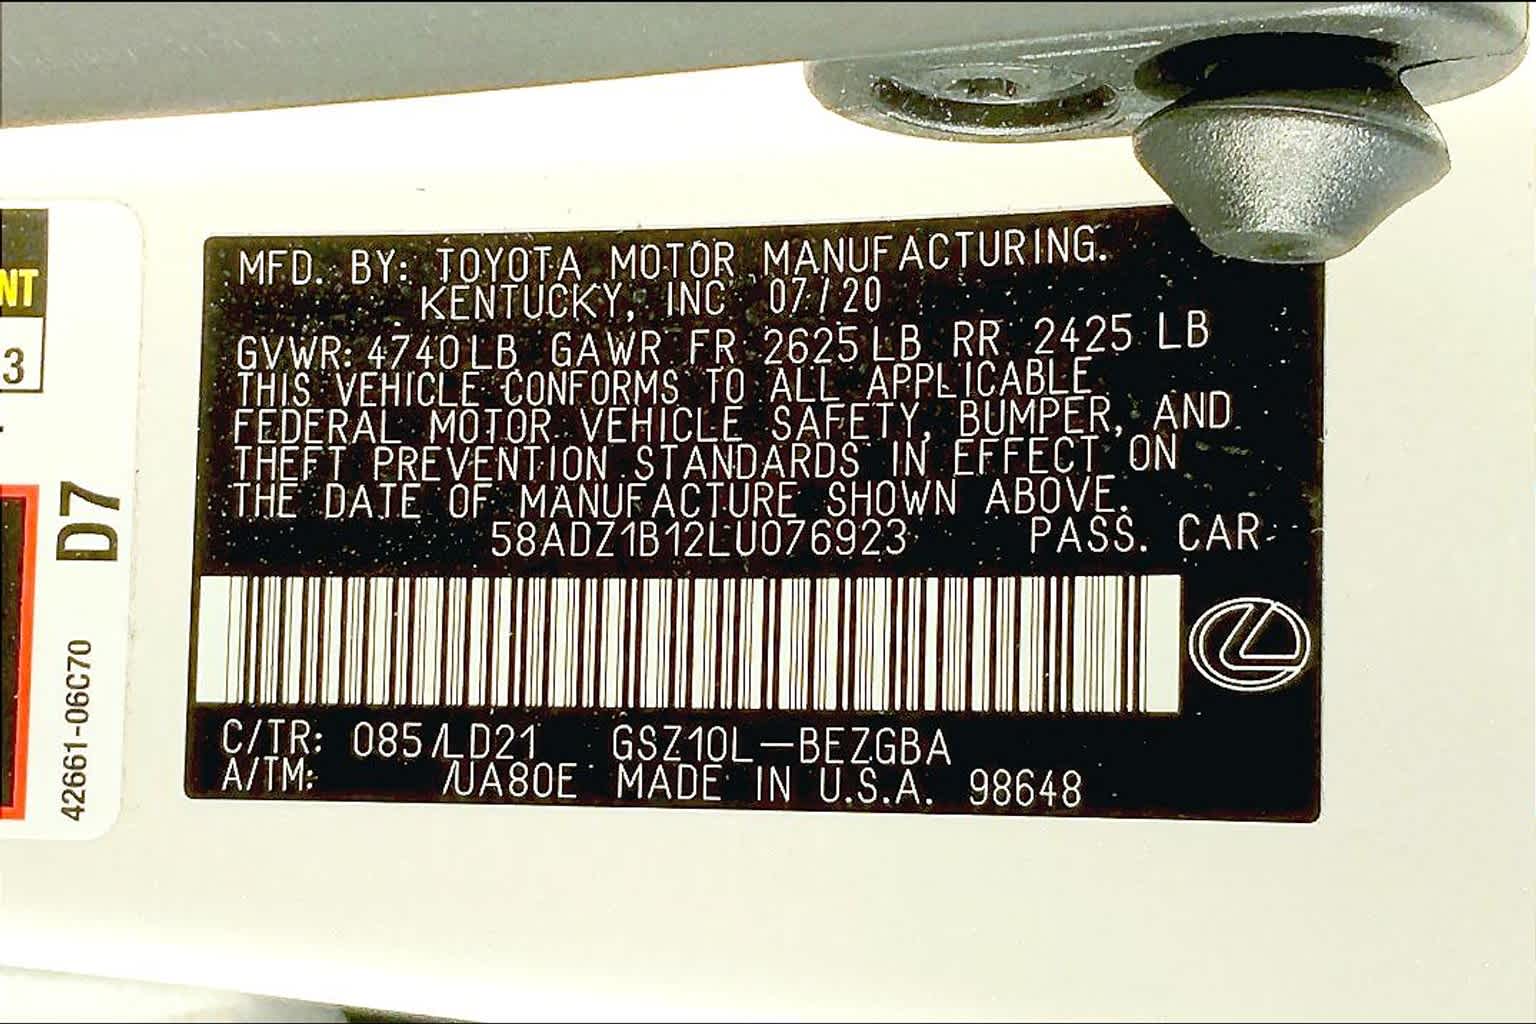 NT
3
D7
42661-06C70
MFD. BY: TOYOTA MOTOR MANUFACTURING.
KENTUCKY, INC 07/20
GVWR: 4740LB GAWR FR 2625LB RR 2425 LB
THIS VEHICLE CONFORMS TO ALL APPLICABLE
FEDERAL MOTOR VEHICLE SAFETY, BUMPER, AND
THEFT PREVENTION STANDARDS IN EFFECT ON
THE DATE OF MANUFACTURE SHOWN ABOVE.
58ADZ1B12LU076923 PASS. CAR
C/TR: 085/LD21 GSZ10L-BEZGBA
A/TM: /UA80E MADE IN U.S.A. 98648